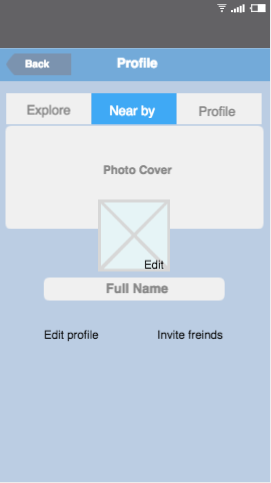 Back Profile
Explore Near by Profile
Photo Cover
Edit
Full Name
Edit profile Invite freinds